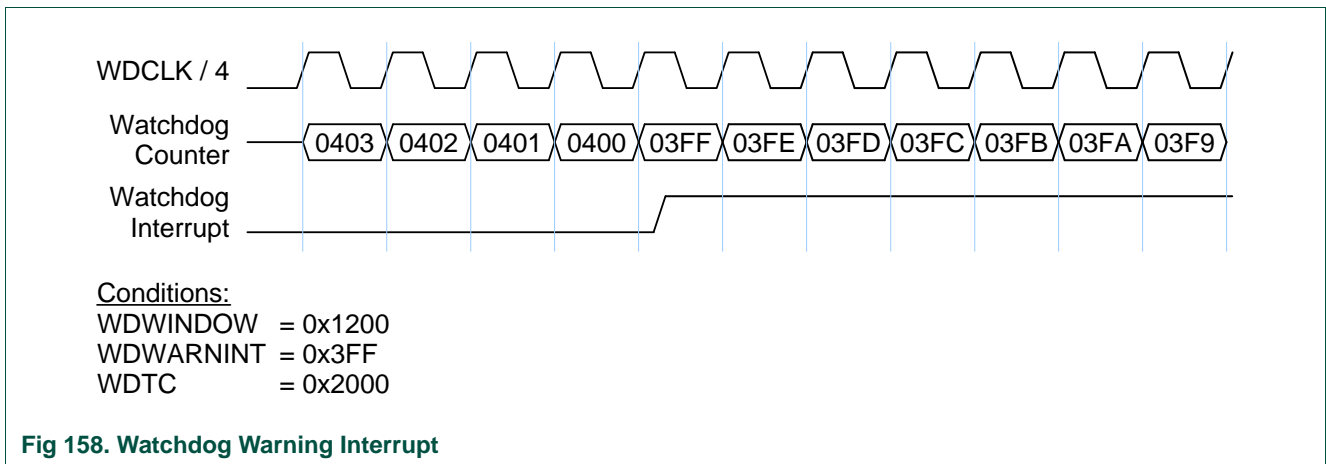 WDCLK / 4
Watchdog
Counter
0403 0402 0401 0400 03FF 03FE 03FD 03FC 03FB 03FA 03F9
Watchdog
Interrupt
Conditions:
WDWINDOW = 0x1200
WDWARNINT = 0x3FF
WDTC = 0x2000
Fig 158. Watchdog Warning Interrupt